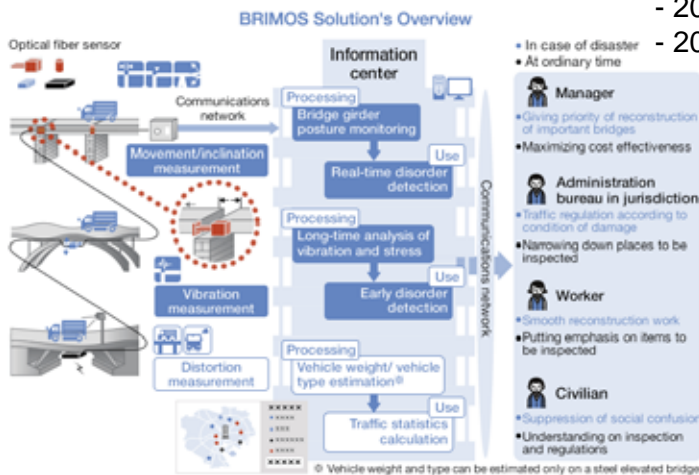 BRIMOS Solution's Overview
- 20
- 20
Optical fiber sensor
Communications
network
Movement/inclination
measurement
Vibration
measurement
Distortion
measurement
Information
center
Processing
Bridge girder
posture monitoring
Use
Real-time disorder
detection
Processing
Long-time analysis of
vibration and stress
Use
Early disorder
detection
Processing
Vehicle weight/ vehicle
type estimation※
Use
Traffic statistics
calculation
Communications network
• In case of disaster
• At ordinary time
Manager
•Giving priority of reconstruction
of important bridges
•Maximizing cost effectiveness
Administration
bureau in jurisdiction
•Traffic regulation according to
condition of damage
•Narrowing down places to be
inspected
Worker
•Smooth reconstruction work
•Putting emphasis on items to
be inspected
Civilian
•Suppression of social confusion
•Understanding on inspection
and regulations
※ Vehicle weight and type can be estimated only on a steel elevated bridge